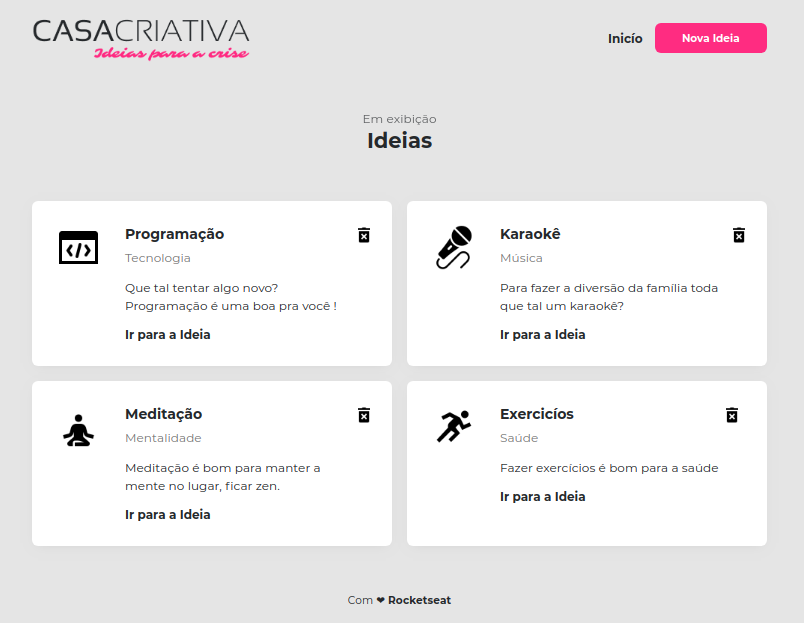 CASACRIATIVA
Ideias para a crise
Inicío
Nova Ideia
Em exibição
Ideias
Programação
Tecnologia
Que tal tentar algo novo?
Programação é uma boa pra você !
Ir para a Ideia
Karaokê
Música
Para fazer a diversão da família toda
que tal um karaokê?
Ir para a Ideia
Meditação
Mentalidade
Meditação é bom para manter a
mente no lugar, ficar zen.
Ir para a Ideia
Exercicíos
Saúde
Fazer exercícios é bom para a saúde
Ir para a Ideia
Com ❤ Rocketseat